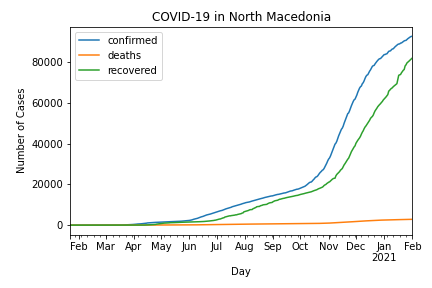 COVID-19 in North Macedonia
confirmed
deaths
recovered
Number of Cases
80000
60000
40000
20000
0
Feb Mar Apr May Jun Jul Aug Sep Oct Nov Dec Jan Feb
2021
Day